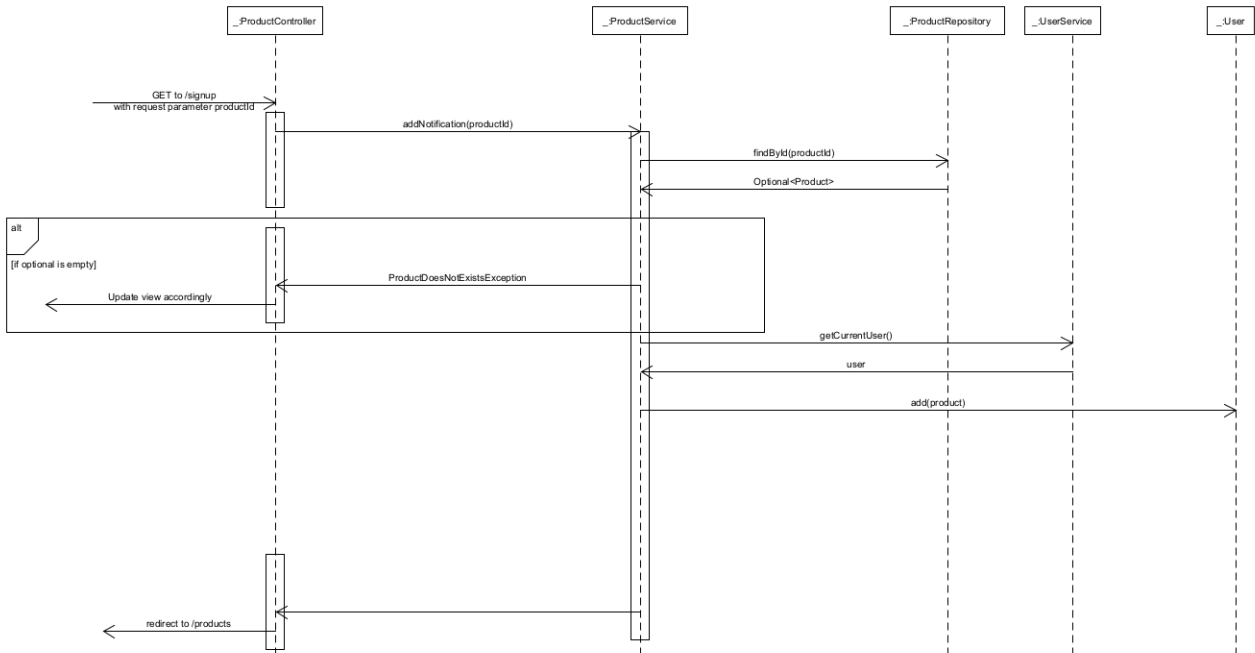 _:ProductController
_:ProductService
_:ProductRepository
_:UserService
_:User
GET to /signup
with request parameter productId
addNotification(productId)
findById(productId)
Optional<Product>
alt
[if optional is empty]
ProductDoesNotExistsException
Update view accordingly
getCurrentUser()
user
add(product)
redirect to /products